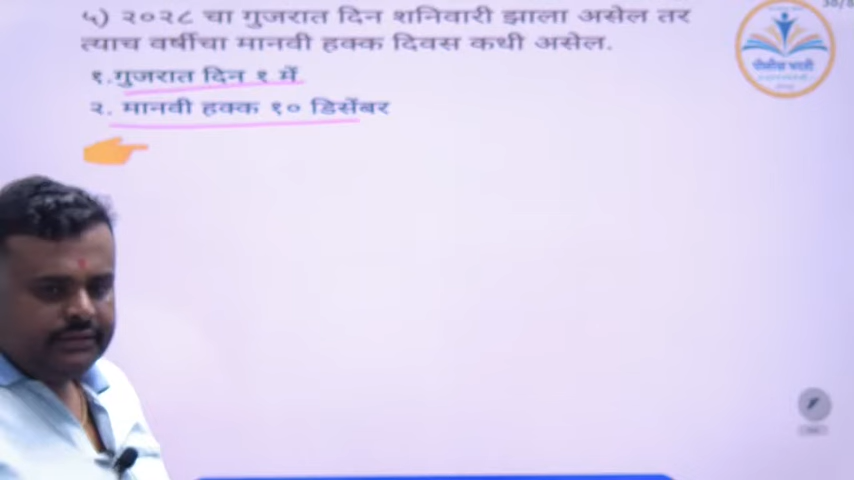 ५) २०२८ चा गुजरात दिन शनिवारी झाला असेल तर
त्याच वर्षीचा मानवी हक्क दिवस कधी असेल.
१.गुजरात दिन १ में
२. मानवी हक्क १० डिसेंबर